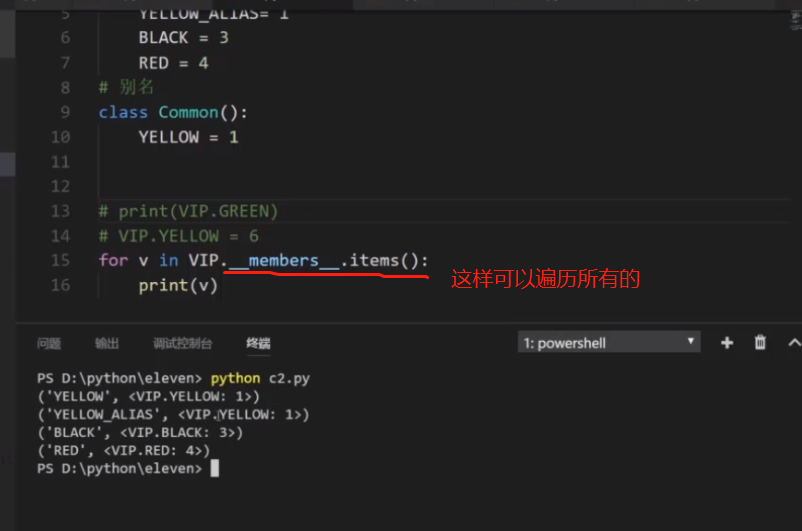 5 YELLOW_ALIAS= 1
6 BLACK = 3
7 RED = 4
8 # 别名
9 class Common():
10 YELLOW = 1
11
12
13 # print(VIP.GREEN)
14 # VIP.YELLOW = 6
15 for v in VIP.__members__.items():
16 print(v)
这样可以遍历所有的
问题 输出 调试控制台 终端 1: powershell
PS D:\python\eleven> python c2.py
('YELLOW', <VIP.YELLOW: 1>)
('YELLOW_ALIAS', <VIP.YELLOW: 1>)
('BLACK', <VIP.BLACK: 3>)
('RED', <VIP.RED: 4>)
PS D:\python\eleven>